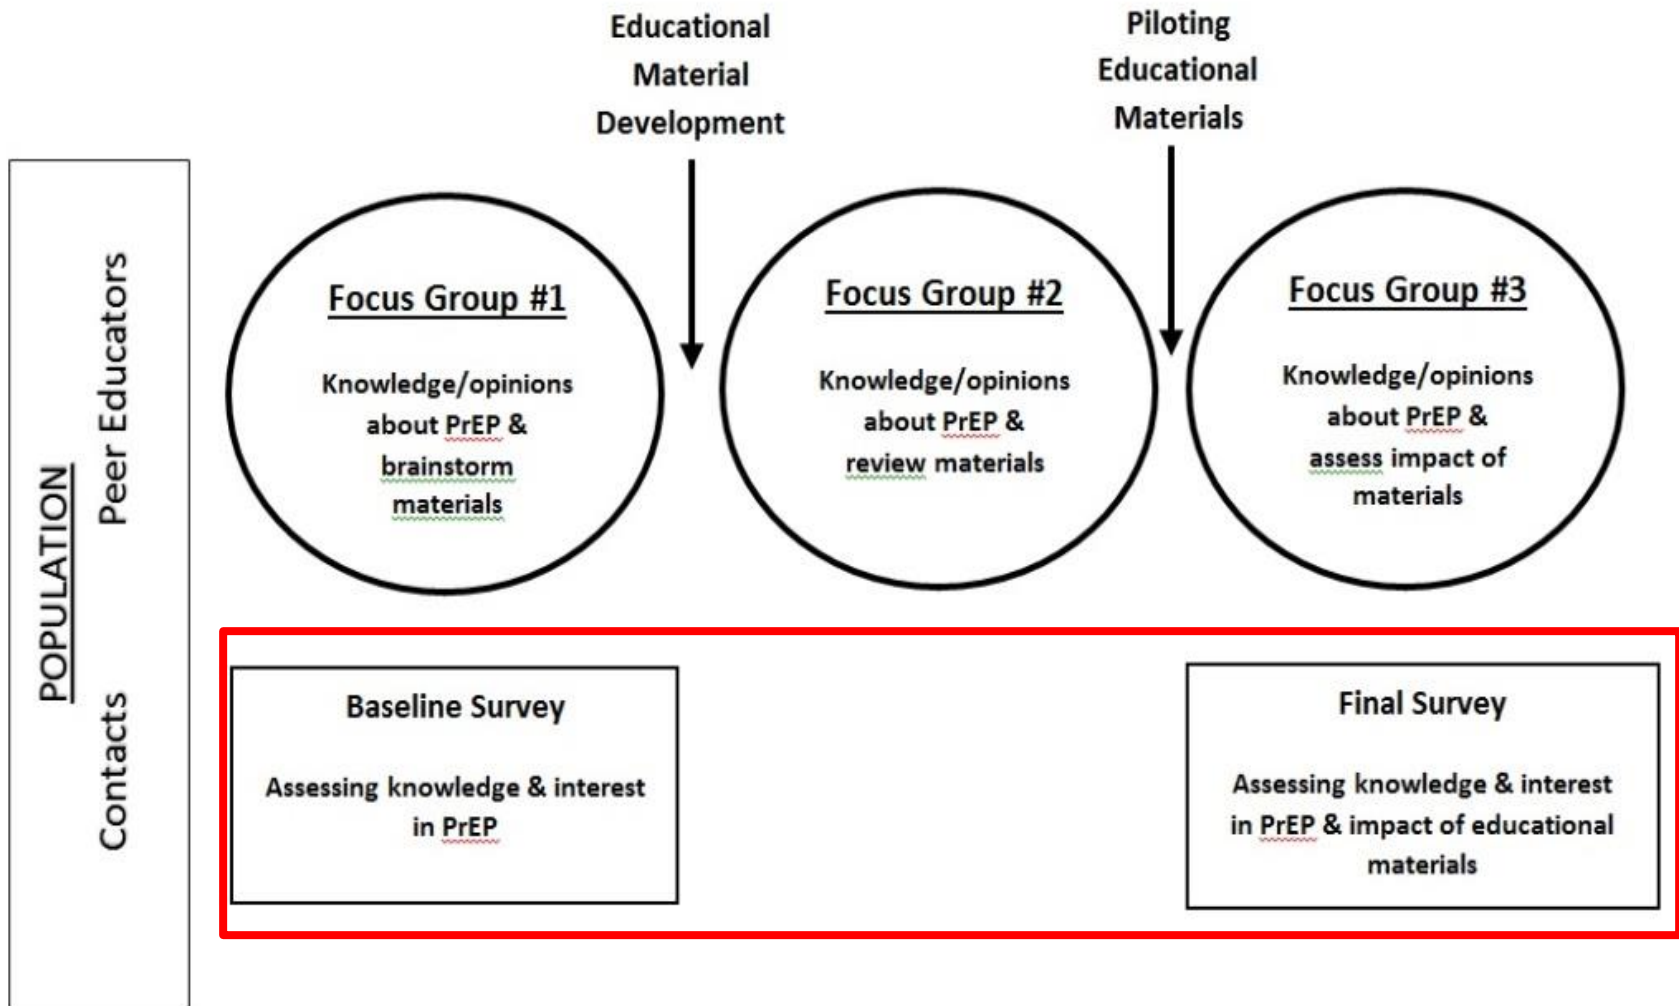 Educational
Material
Development
Piloting
Educational
Materials
POPULATION
Peer Educators
Contacts
Focus Group #1
Knowledge/opinions
about PrEP &
brainstorm
materials
Focus Group #2
Knowledge/opinions
about PrEP &
review materials
Focus Group #3
Knowledge/opinions
about PrEP &
assess impact of
materials
Baseline Survey
Assessing knowledge & interest
in PrEP
Final Survey
Assessing knowledge & interest
in PrEP & impact of educational
materials